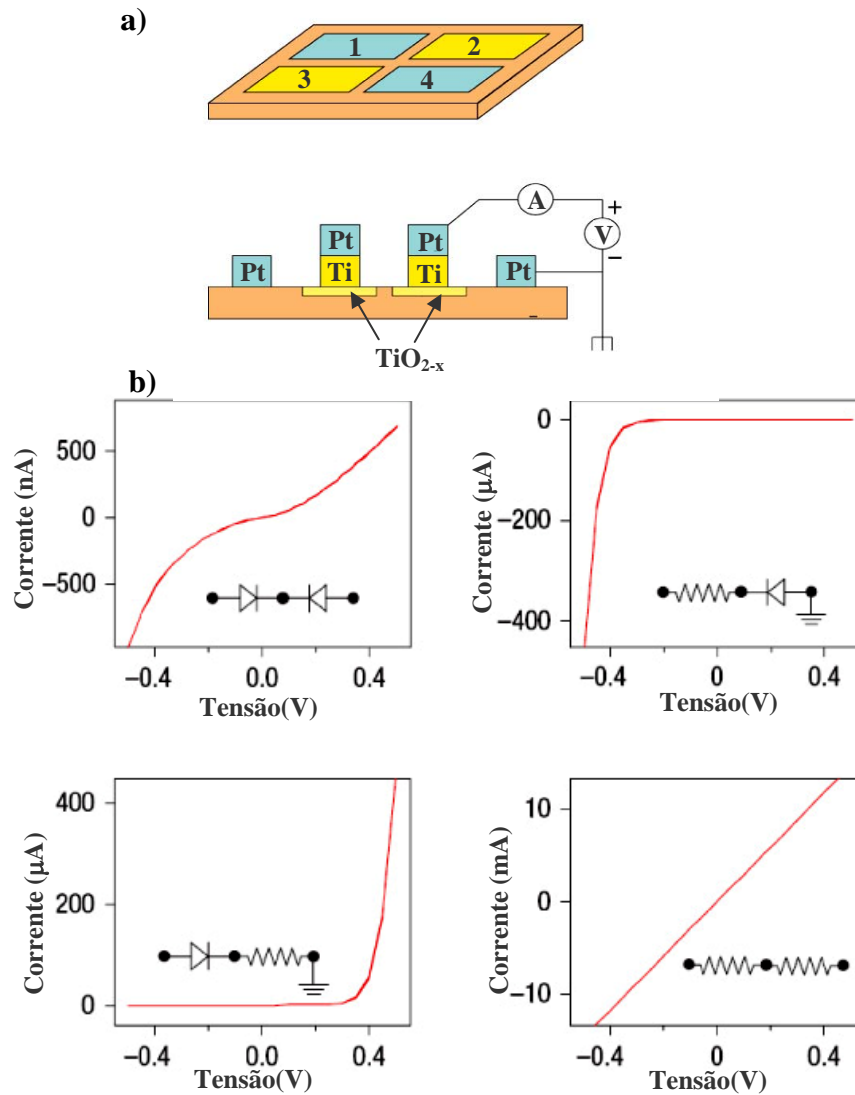 a)
1 2
3 4
A
+
Pt Pt V
Pt Ti Ti Pt −
TiO2-x
b)
Corrente (nA)
500
0
−500
−0.4 0.0 0.4
Tensão(V)
Corrente (µA)
0
−200
−400
−0.4 0 0.4
Tensão(V)
Corrente (µA)
400
200
0
−0.4 0.0 0.4
Tensão(V)
Corrente (mA)
10
0
−10
−0.4 0 0.4
Tensão(V)